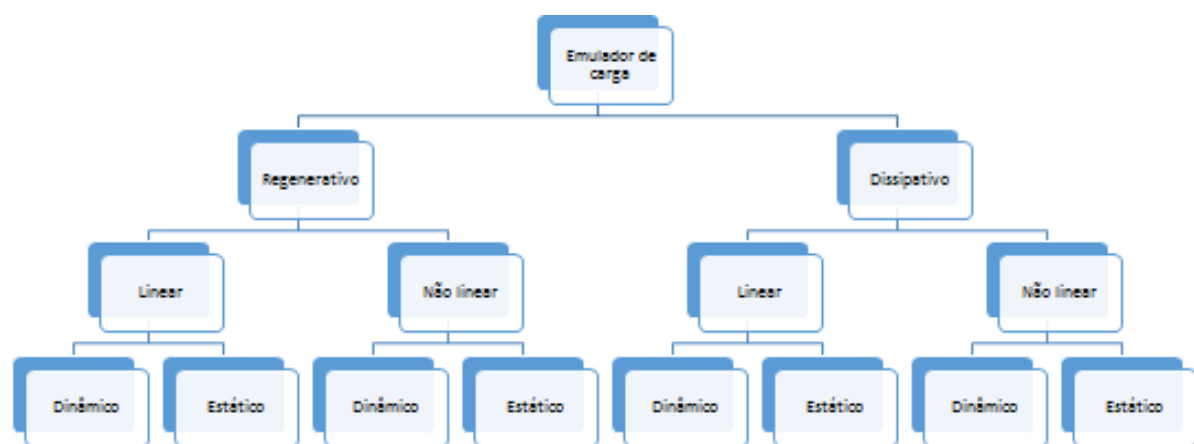 Emulador de
carga
Regenerativo
Dissipativo
Linear
Não linear
Linear
Não linear
Dinâmico
Estático
Dinâmico
Estático
Dinâmico
Estático
Dinâmico
Estático